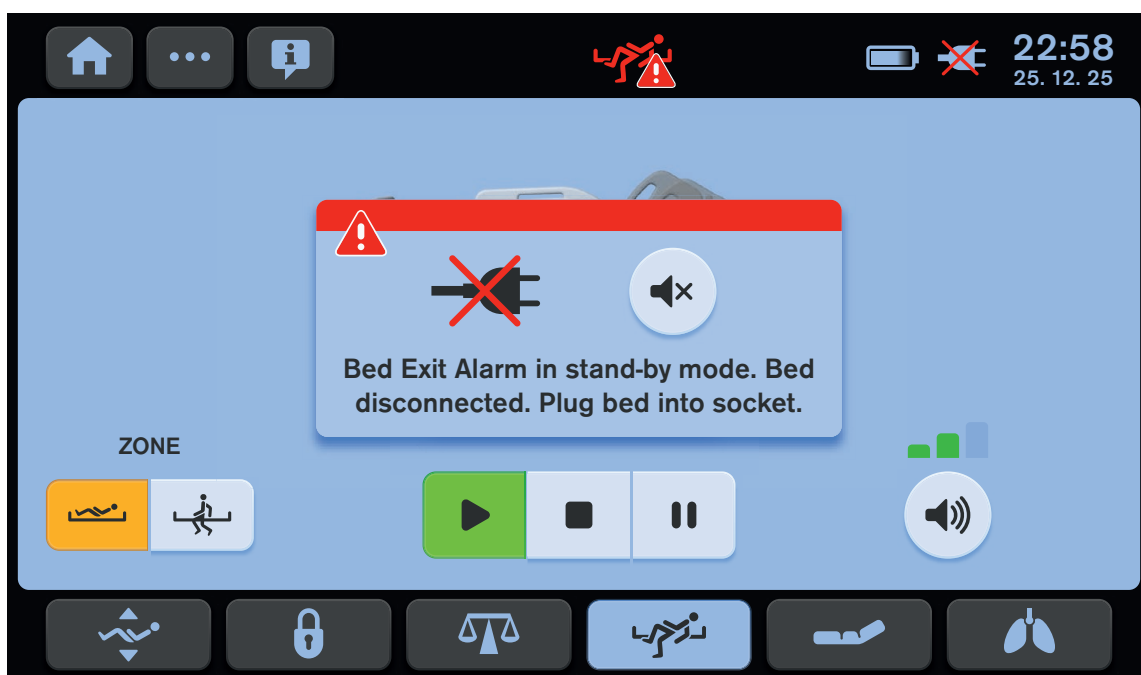 22:58
25. 12. 25
Bed Exit Alarm in stand-by mode. Bed
disconnected. Plug bed into socket.
ZONE